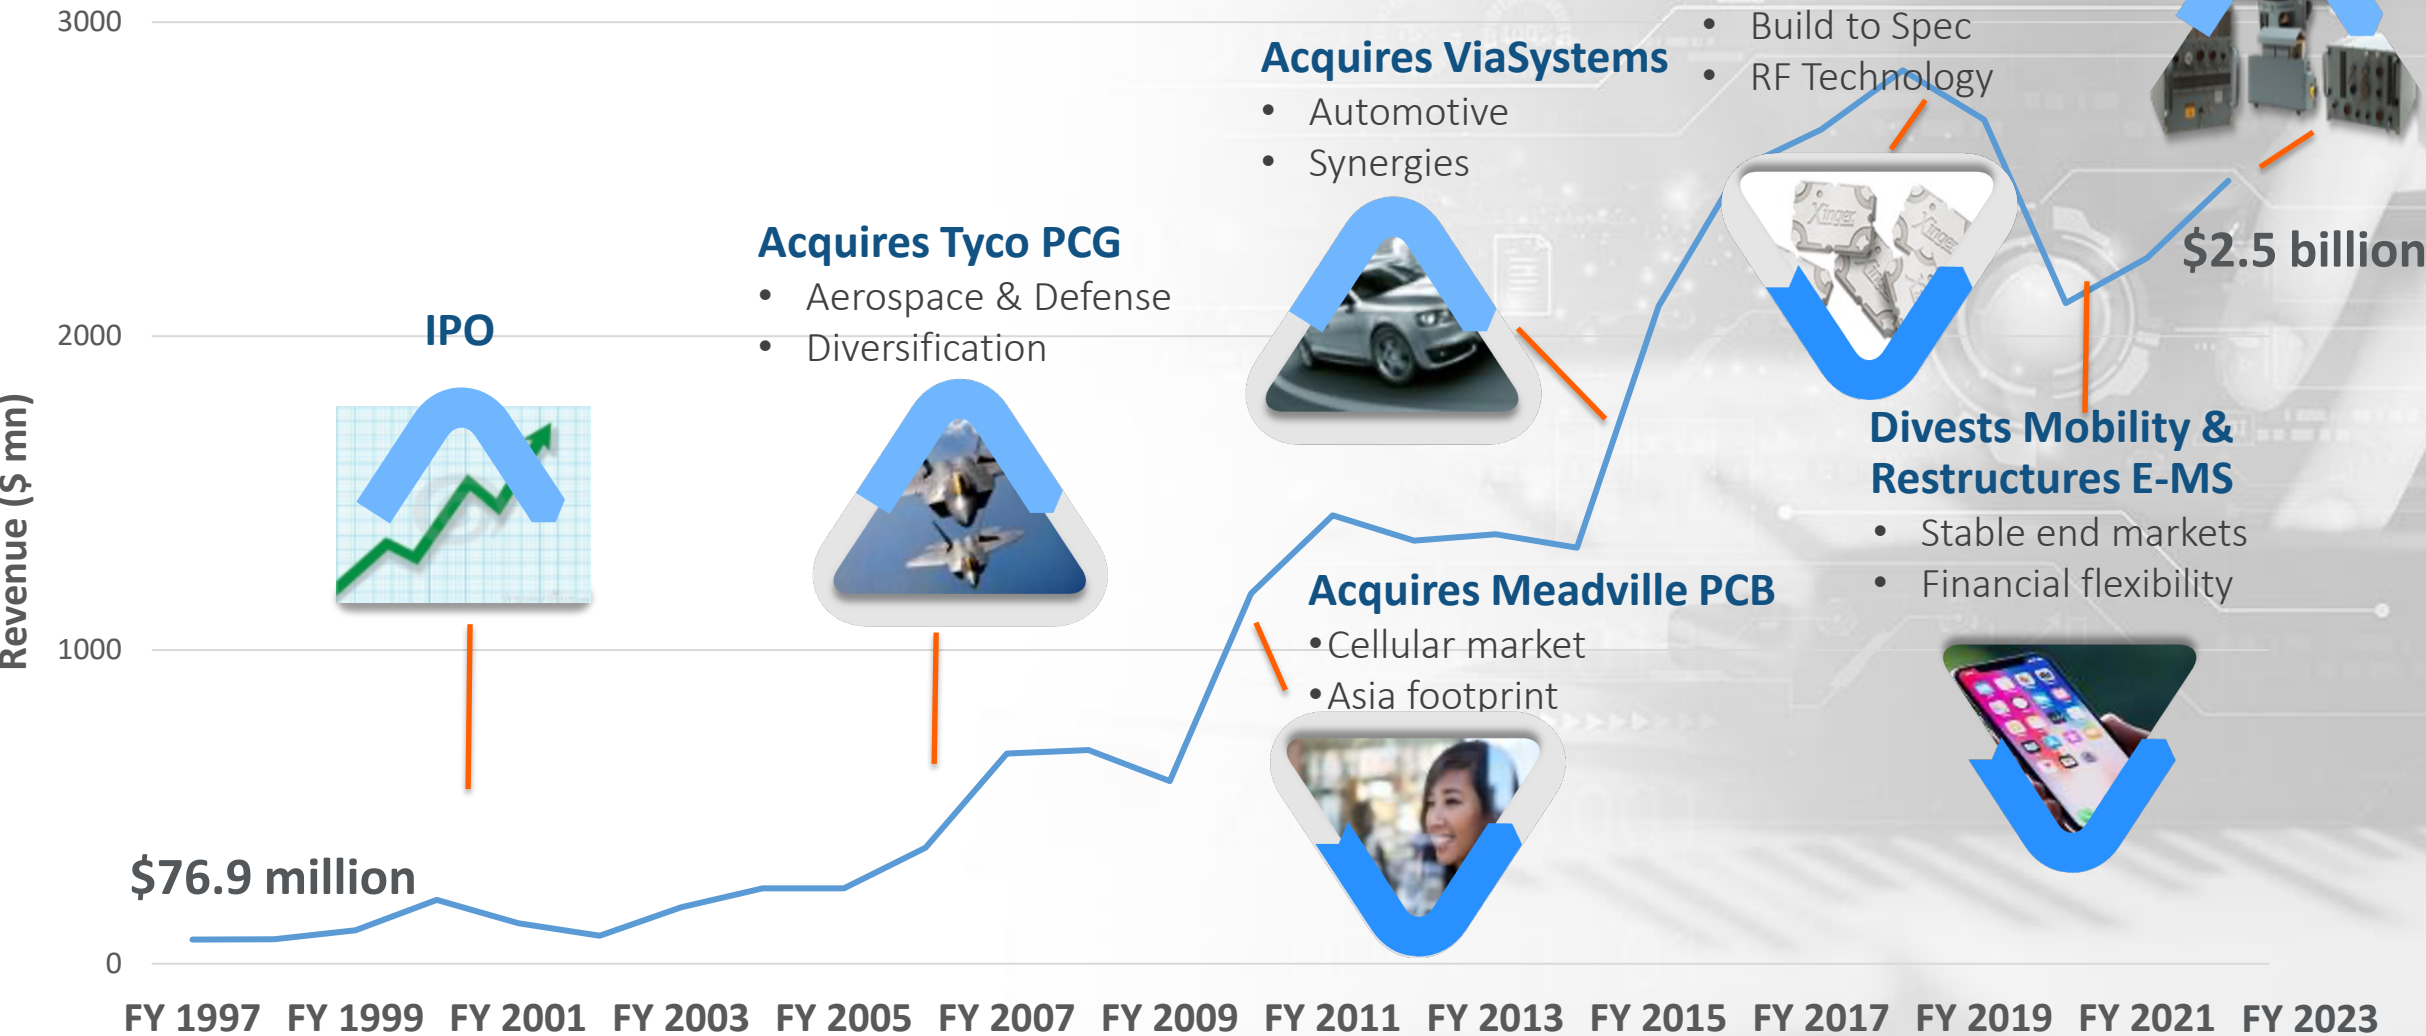 3000
2000
1000
0
Revenue ($ mn)
$76.9 million
IPO
Acquires Tyco PCG
• Aerospace & Defense
• Diversification
Acquires ViaSystems
• Automotive
• Synergies
Acquires Meadville PCB
•Cellular market
•Asia footprint
• Build to Spec
• RF Technology
Xinger
Xinger
Xinger
Divests Mobility &
Restructures E-MS
• Stable end markets
• Financial flexibility
$2.5 billion
FY 1997 FY 1999 FY 2001 FY 2003 FY 2005 FY 2007 FY 2009 FY 2011 FY 2013 FY 2015 FY 2017 FY 2019 FY 2021 FY 2023